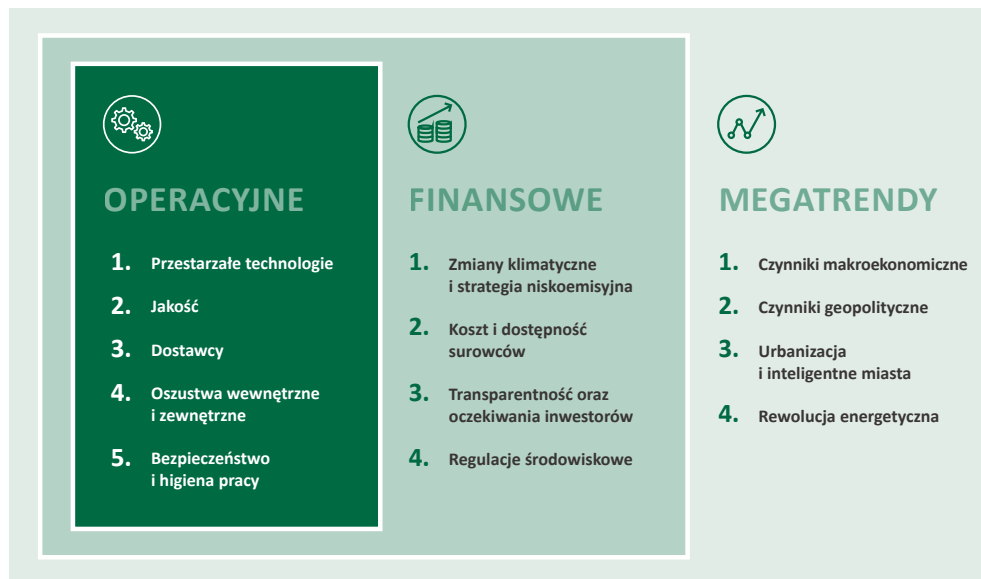 OPERACYJNE
1. Przestarzałe technologie
2. Jakość
3. Dostawcy
4. Oszustwa wewnętrzne
i zewnętrzne
5. Bezpieczeństwo
i higiena pracy
FINANSOWE
1. Zmiany klimatyczne
i strategia niskoemisyjna
2. Koszt i dostępność
surowców
3. Transparentność oraz
oczekiwania inwestorów
4. Regulacje środowiskowe
MEGATRENDY
1. Czynniki makroekonomiczne
2. Czynniki geopolityczne
3. Urbanizacja
i inteligentne miasta
4. Rewolucja energetyczna